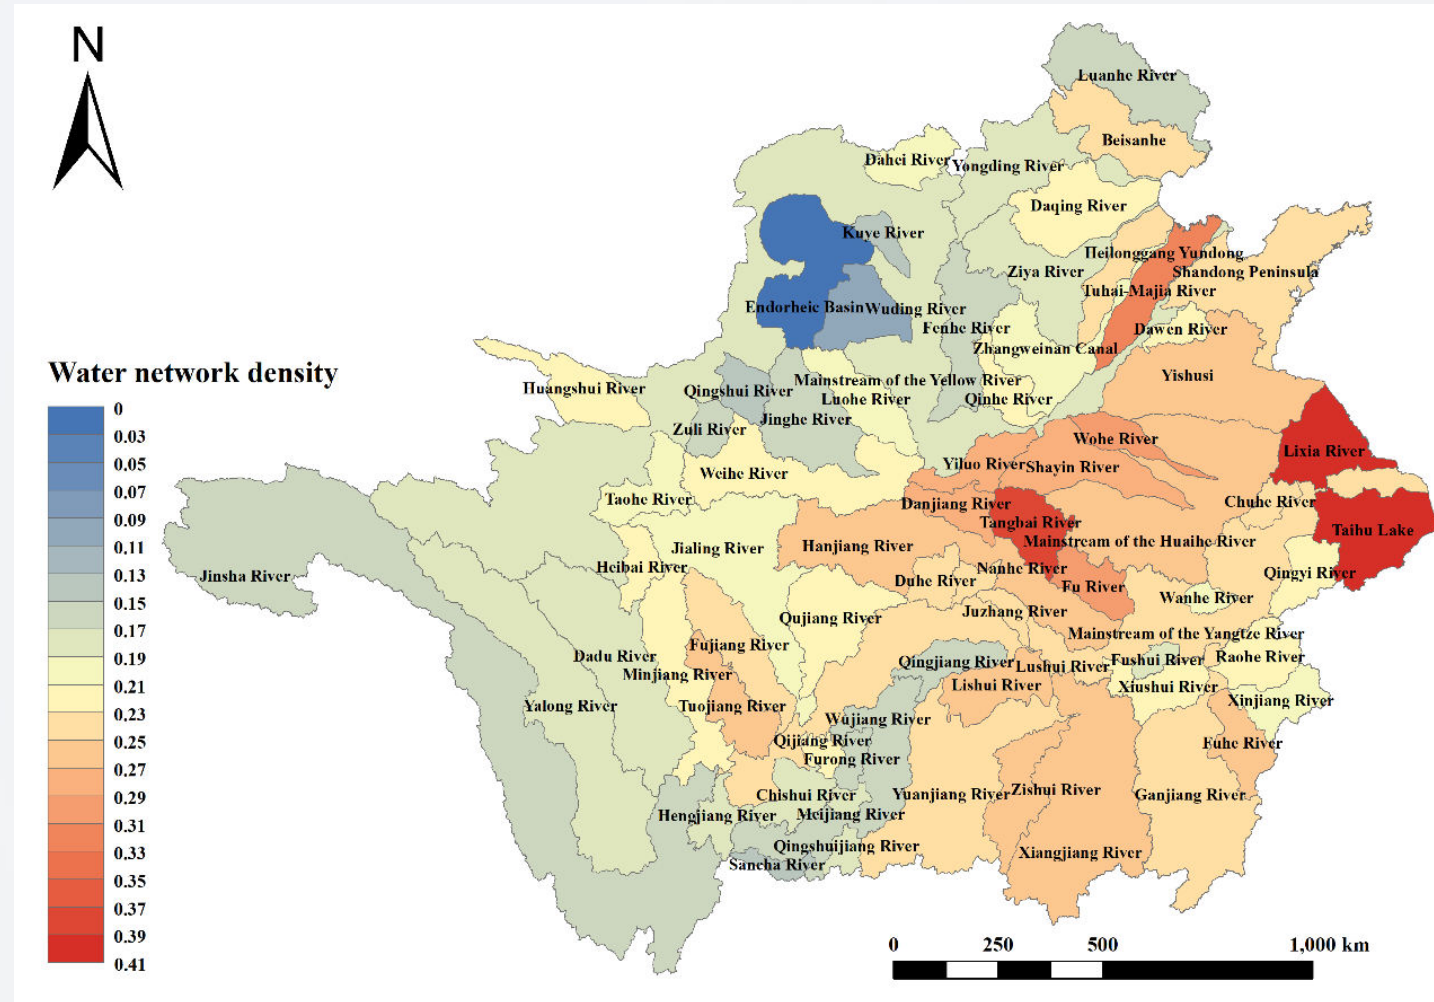 N
Luanhe River
Beisanhe
Dahei River
Yongding River
Daqing River
Kuye River
Heilonggang Yundong
Ziya River
Shandong Peninsula
Tuhai-Majia River
Endorheic Basin
Wuding River
Fenhe River
Dawen River
Zhangweinan Canal
Water network density
Huangshui River
Qingshui River
Mainstream of the Yellow River
Yishusi
Luohe River
Qinhe River
Jinghe River
Zuli River
Wohe River
Lixia River
Weihe River
Yiluo River
Shayin River
Taohe River
Danjiang River
Chuhe River
Tangbai River
Taihu Lake
Jialing River
Hanjiang River
Mainstream of the Huaihe River
Heibai River
Nanhe River
Jinsha River
Duhe River
Fu River
Qingyi River
Wanhe River
Juzhang River
Qujiang River
Mainstream of the Yangtze River
Fujiang River
Dadu River
Qingjiang River
Lushui River
Fushui River
Raohe River
Minjiang River
Lishui River
Xiushui River
Yalong River
Tuojiang River
Xinjiang River
Wujiang River
Qijiang River
Fuhe River
Furong River
Chishui River
Yuanjiang River
Zishui River
Ganjiang River
Hengjiang River
Meijiang River
Qingshuijiang River
Xiangjiang River
Sancha River
0
0.03
0.05
0.07
0.09
0.11
0.13
0.15
0.17
0.19
0.21
0.23
0.25
0.27
0.29
0.31
0.33
0.35
0.37
0.39
0.41
0 250 500 1,000 km